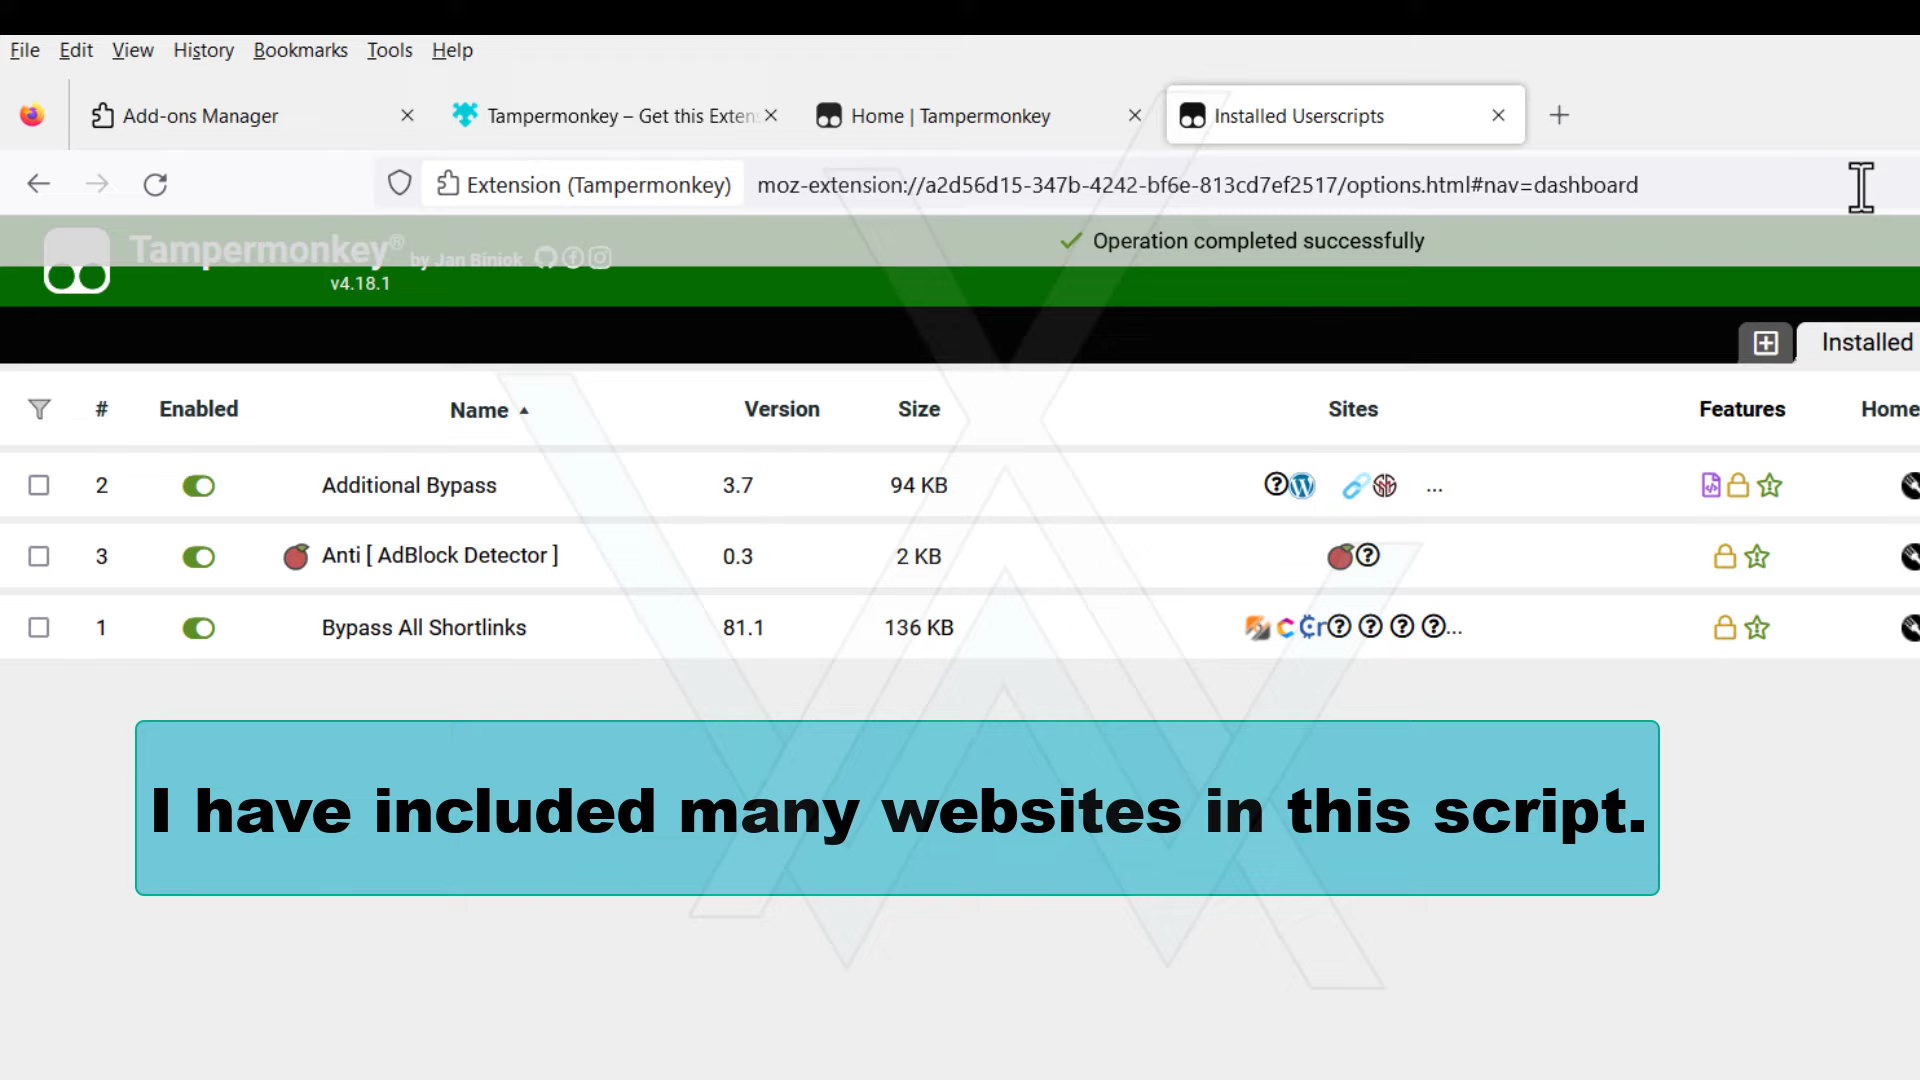 File Edit View History Bookmarks Tools Help
Add-ons Manager
Tampermonkey – Get this Exten
Home | Tampermonkey
Installed Userscripts
Extension (Tampermonkey)
moz-extension://a2d56d15-347b-4242-bf6e-813cd7ef2517/options.html#nav=dashboard
Tampermonkey® by Jan Biniok
v4.18.1
Operation completed successfully
Installed
# Enabled Name Version Size Sites Features Home
2 Additional Bypass 3.7 94 KB ...
3 Anti [ AdBlock Detector ] 0.3 2 KB
1 Bypass All Shortlinks 81.1 136 KB ...
I have included many websites in this script.